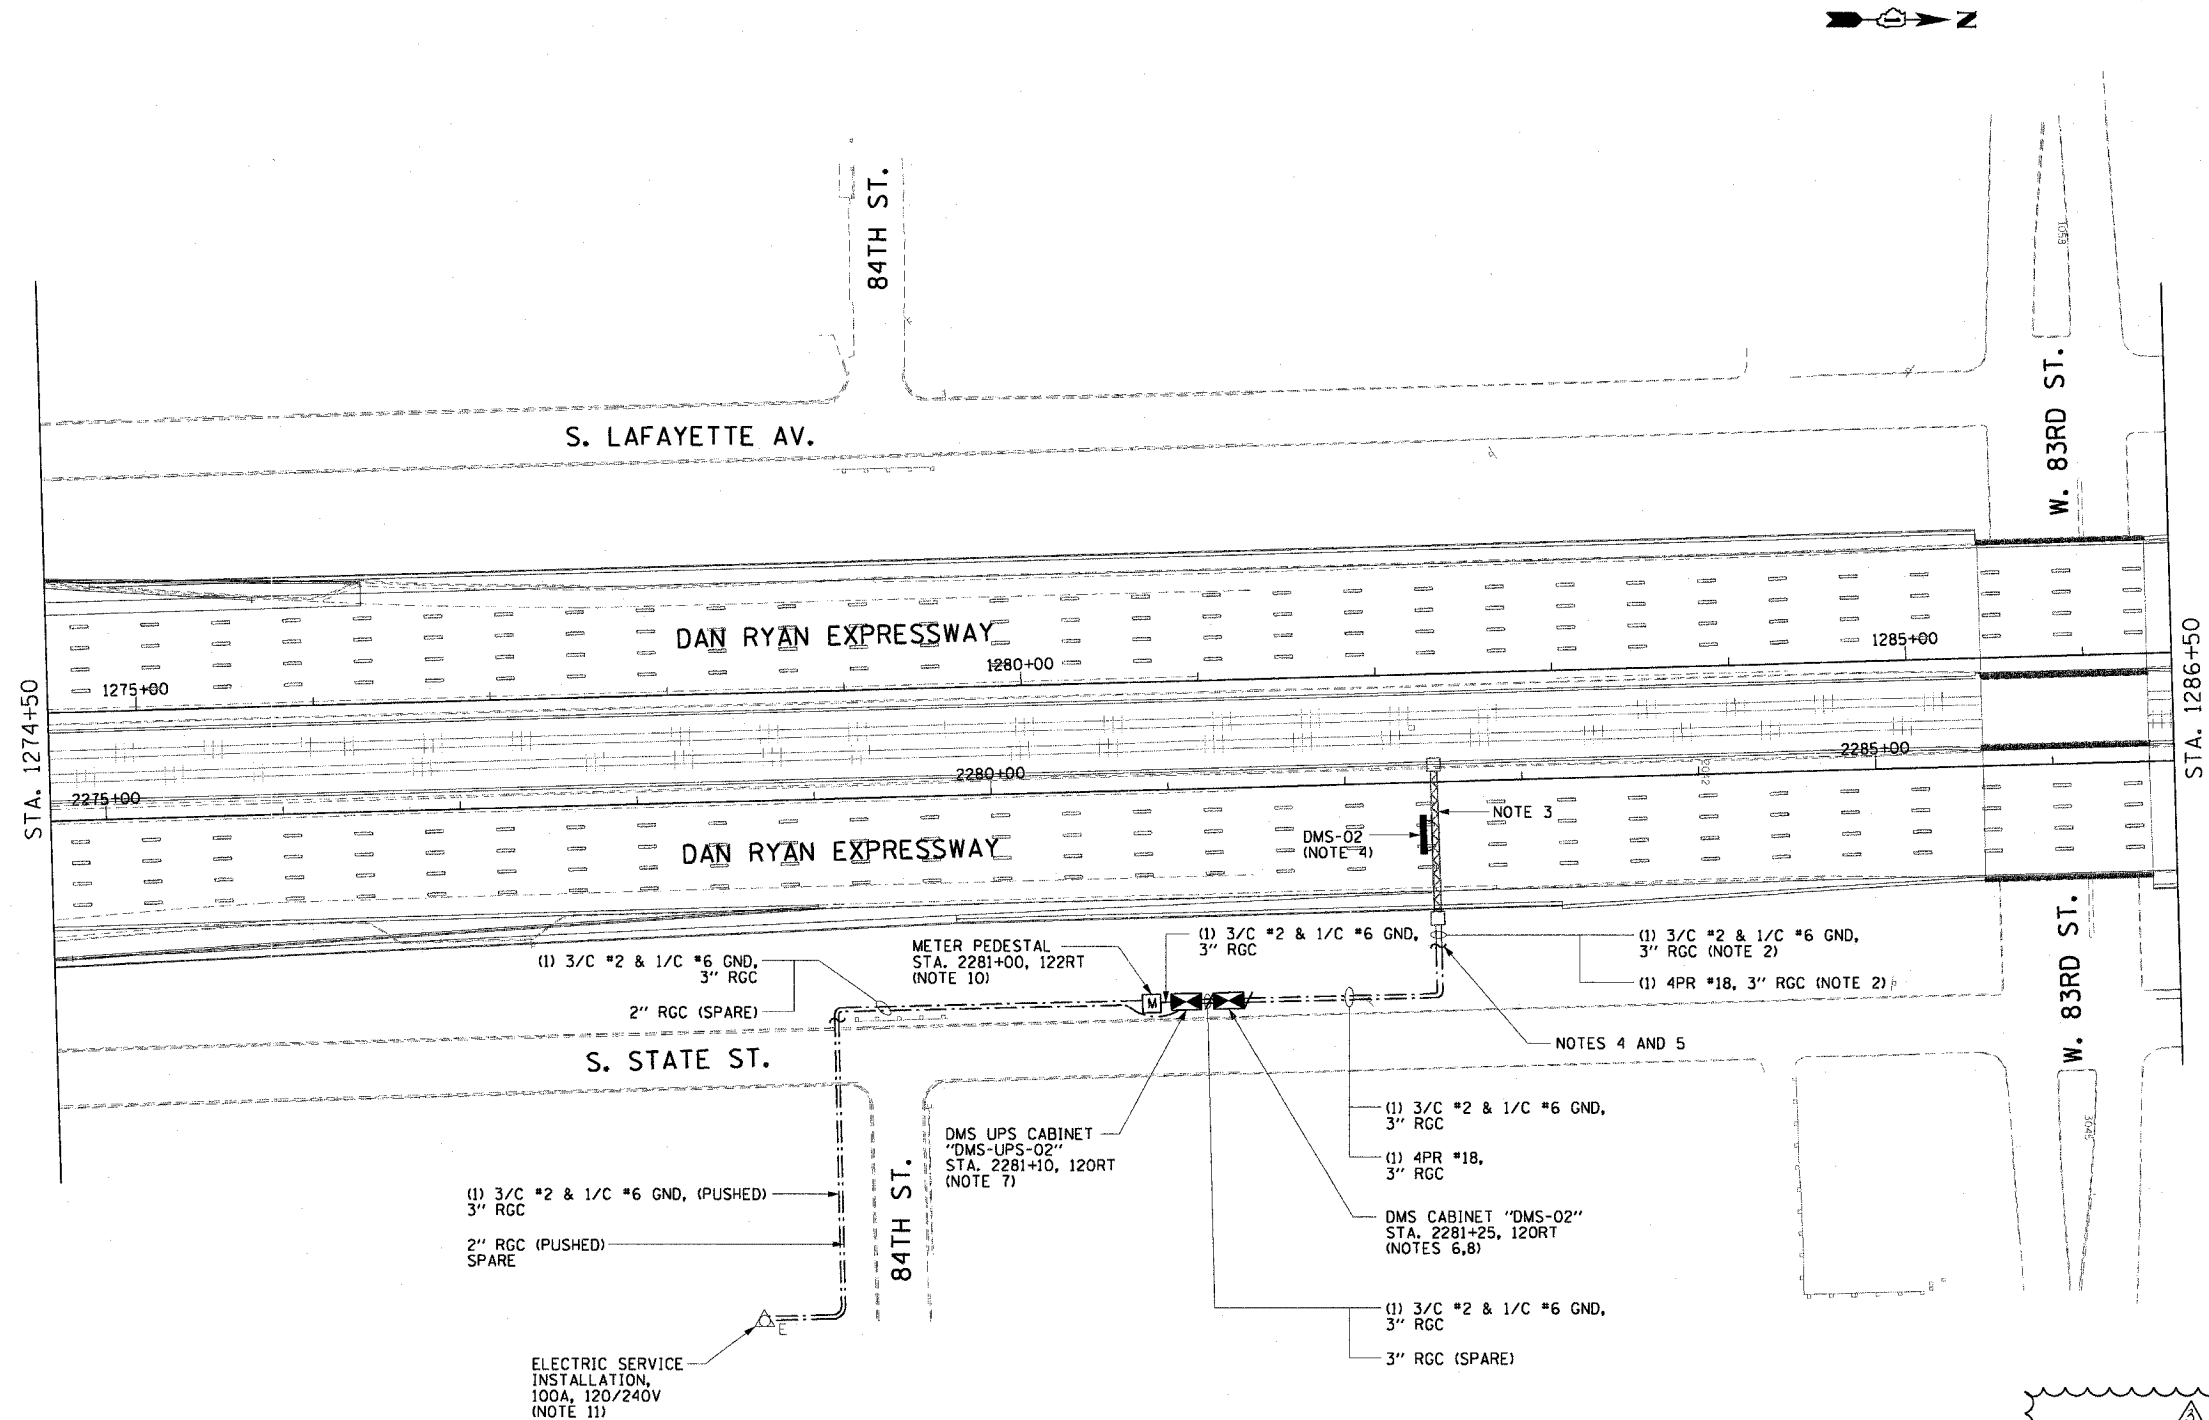 N
84TH ST.
1058
W. 83RD ST.
S. LAFAYETTE AV.
DAN RYAN EXPRESSWAY
1275+00
1280+00
1285+00
STA. 1274+50
STA. 1286+50
2275+00
2280+00
2285+00
DAN RYAN EXPRESSWAY
NOTE 3
DMS-02
(NOTE 4)
(1) 3/C #2 & 1/C #6 GND,
3" RGC
2" RGC (SPARE)
METER PEDESTAL
STA. 2281+00, 122RT
(NOTE 10)
(1) 3/C #2 & 1/C #6 GND,
3" RGC
(1) 3/C #2 & 1/C #6 GND,
3" RGC (NOTE 2)
(1) 4PR #18, 3" RGC (NOTE 2)
M
NOTES 4 AND 5
S. STATE ST.
W. 83RD ST.
DMS UPS CABINET
"DMS-UPS-02"
STA. 2281+10, 120RT
(NOTE 7)
(1) 3/C #2 & 1/C #6 GND,
3" RGC
(1) 4PR #18,
3" RGC
(1) 3/C #2 & 1/C #6 GND, (PUSHED)
3" RGC
2" RGC (PUSHED)
SPARE
84TH ST.
DMS CABINET "DMS-02"
STA. 2281+25, 120RT
(NOTES 6,8)
(1) 3/C #2 & 1/C #6 GND,
3" RGC
3" RGC (SPARE)
E
ELECTRIC SERVICE
INSTALLATION,
100A, 120/240V
(NOTE 11)